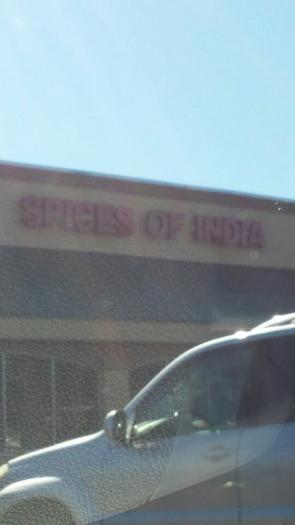 SPICES OF INDIA